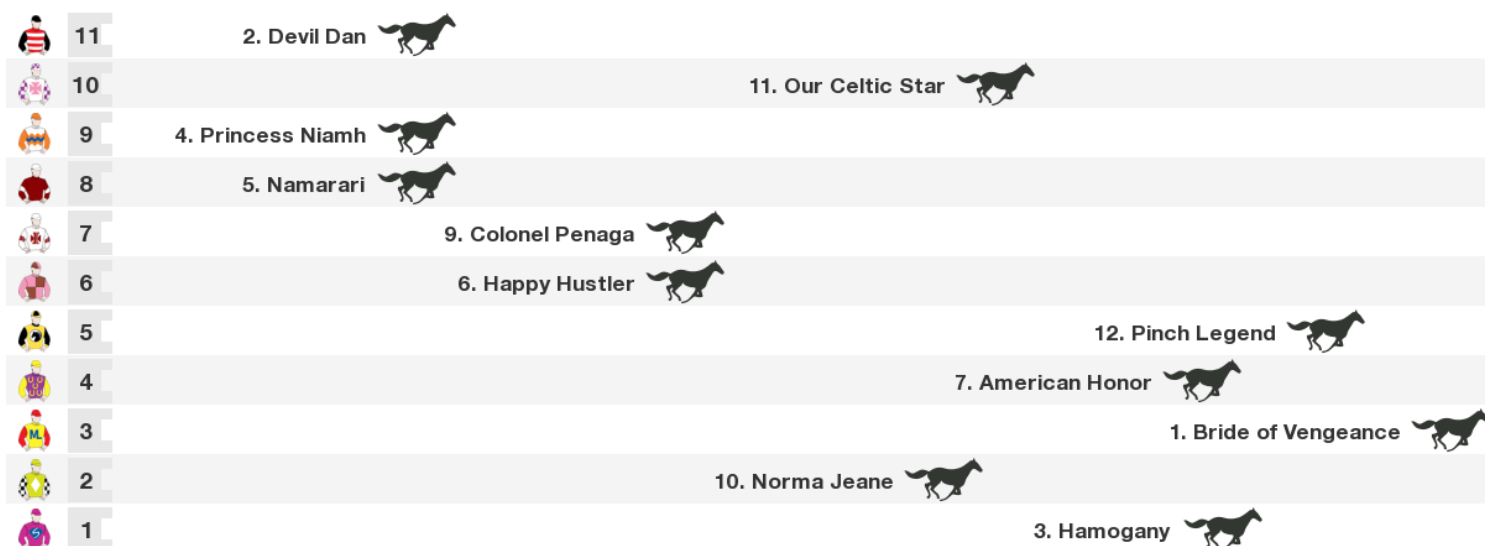 11 2. Devil Dan
10 11. Our Celtic Star
9 4. Princess Niamh
8 5. Namarari
7 9. Colonel Penaga
6 6. Happy Hustler
5 12. Pinch Legend
4 7. American Honor
ML 3 1. Bride of Vengeance
2 10. Norma Jeane
S 1 3. Hamogany